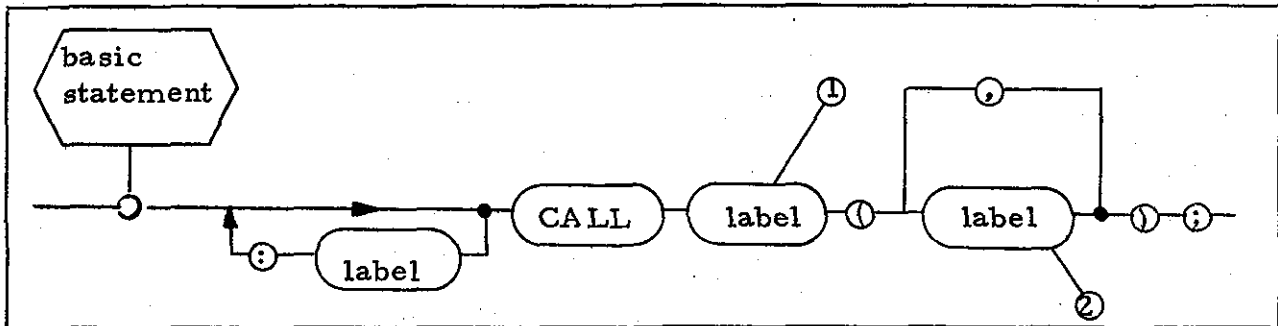 basic
statement
1
,
CALL
label
(
label
)
;
:
label
2